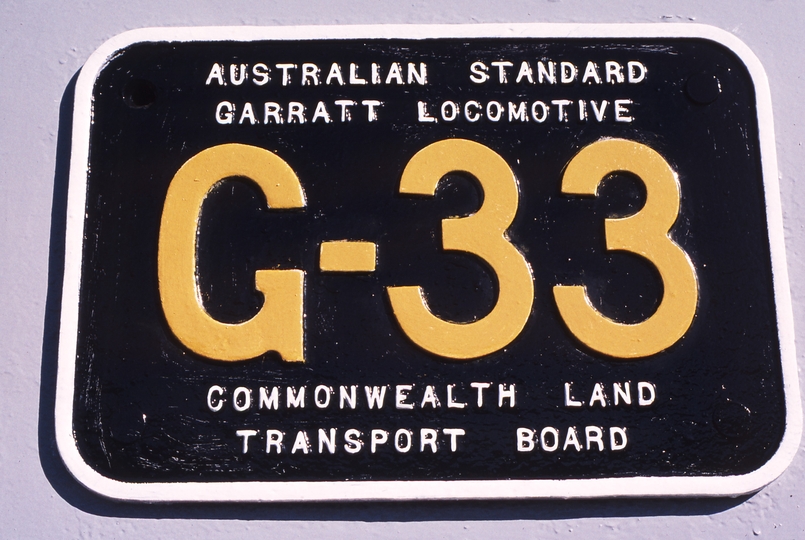 AUSTRALIAN STANDARD
GARRATT LOCOMOTIVE
G-33
COMMONWEALTH LAND
TRANSPORT BOARD